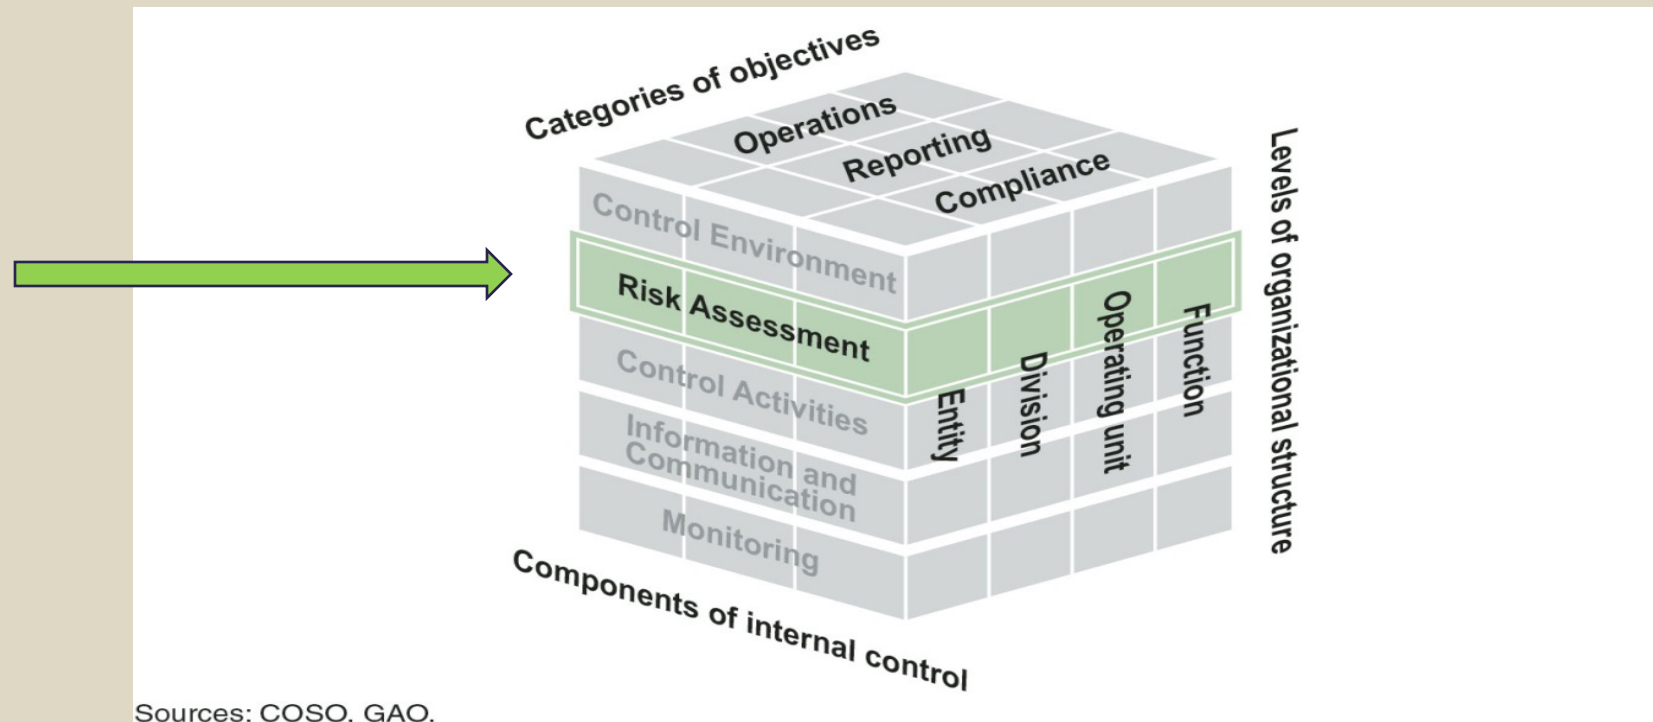 Categories of objectives
Operations
Reporting
Compliance
Control Environment
Risk Assessment
Control Activities
Information and
Communication
Monitoring
Components of internal control
Entity
Division
Operating unit
Function
Levels of organizational structure
Sources: COSO, GAO.